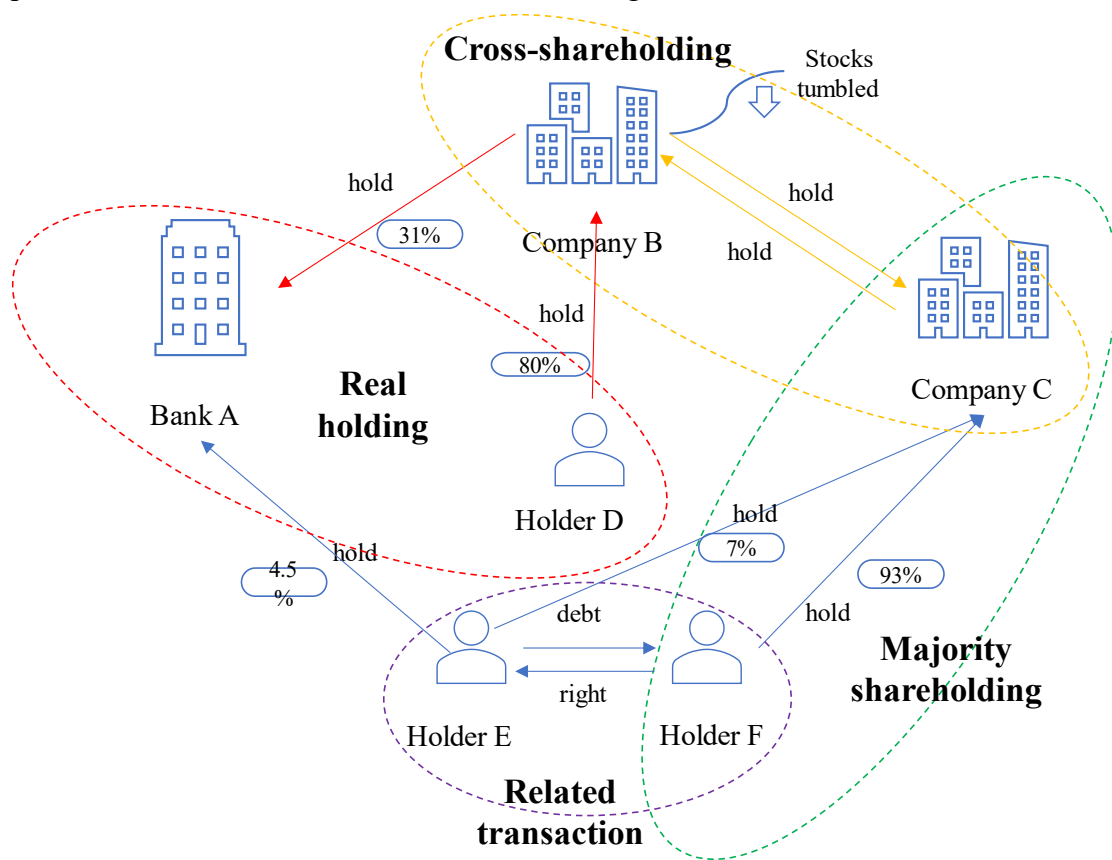 Cross-shareholding
Stocks
tumbled
hold
31%
Company B
hold
hold
hold
80%
Real
holding
Bank A
Company C
Holder D
hold
7%
hold
4.5
%
93%
hold
debt
right
Majority
shareholding
Holder E
Holder F
Related
transaction